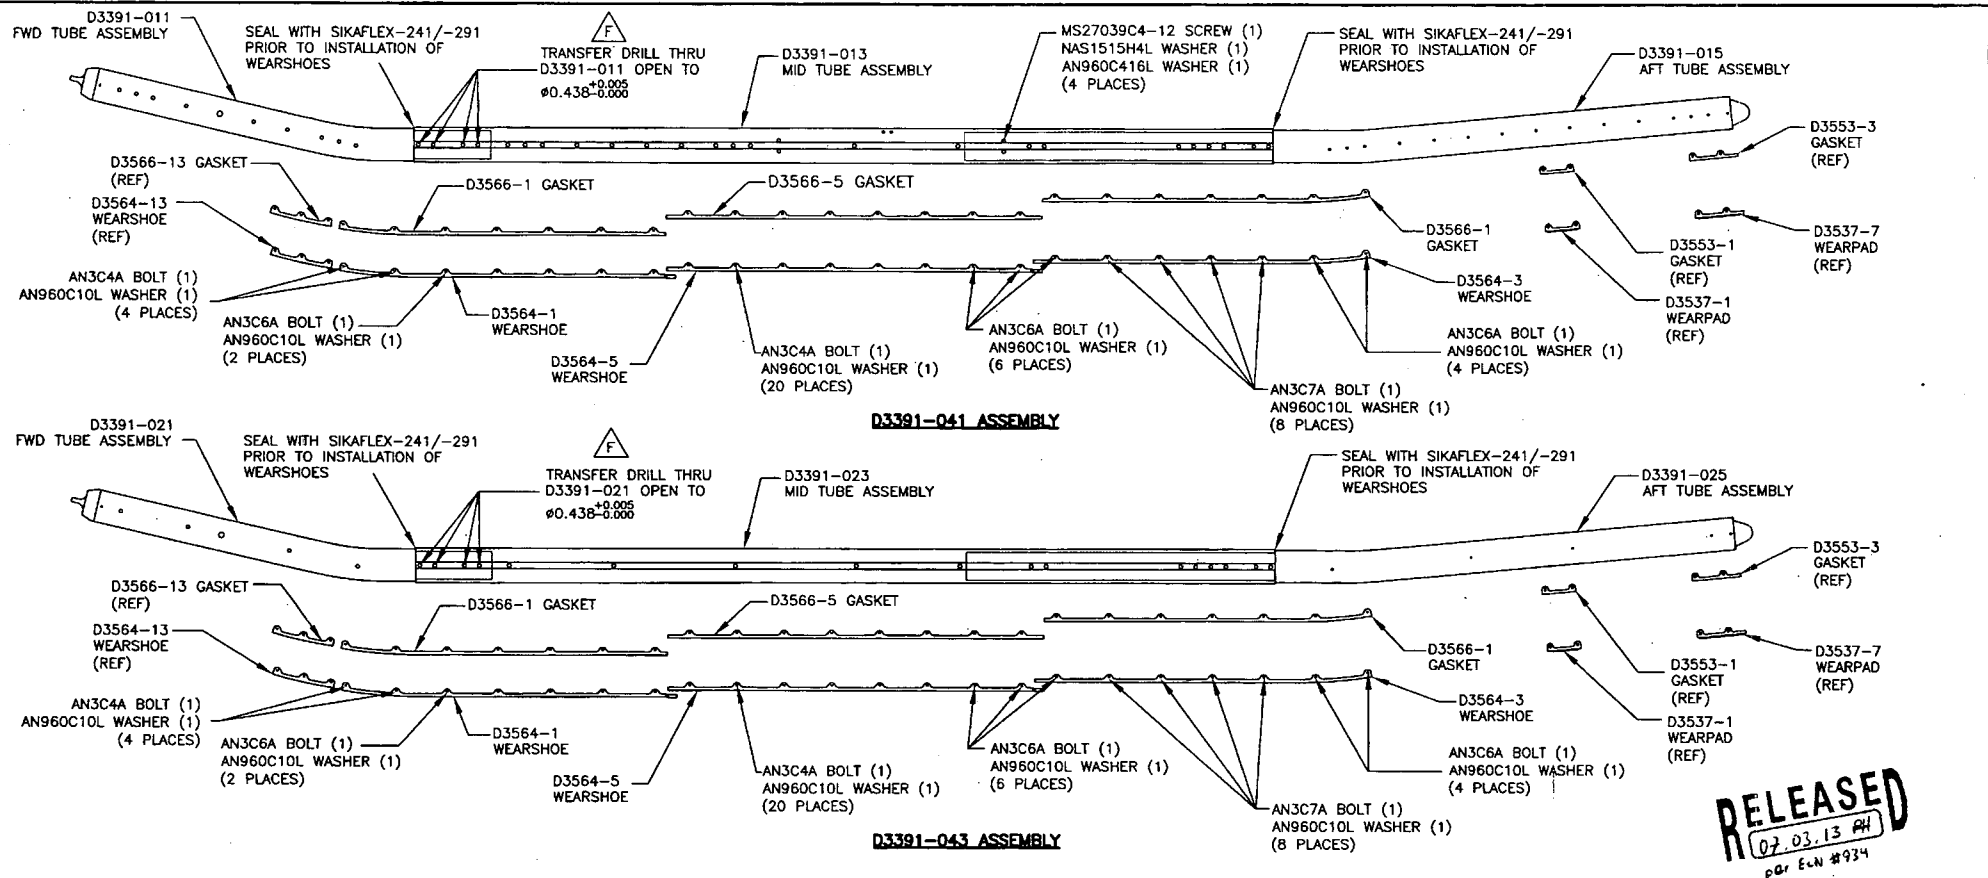 D3391-011
FWD TUBE ASSEMBLY
SEAL WITH SIKAFLEX-241/-291
PRIOR TO INSTALLATION OF
WEARSHOES
F
TRANSFER DRILL THRU
D3391-011 OPEN TO
ø0.438+0.005-0.000
D3391-013
MID TUBE ASSEMBLY
MS27039C4-12 SCREW (1)
NAS1515H4L WASHER (1)
AN960C416L WASHER (1)
(4 PLACES)
SEAL WITH SIKAFLEX-241/-291
PRIOR TO INSTALLATION OF
WEARSHOES
D3391-015
AFT TUBE ASSEMBLY
D3553-3
GASKET
(REF)
D3566-13 GASKET
(REF)
D3566-1 GASKET
D3566-5 GASKET
D3564-13
WEARSHOE
(REF)
D3566-1
GASKET
D3553-1
GASKET
(REF)
D3537-7
WEARPAD
(REF)
AN3C4A BOLT (1)
AN960C10L WASHER (1)
(4 PLACES)
AN3C6A BOLT (1)
AN960C10L WASHER (1)
(2 PLACES)
D3564-1
WEARSHOE
D3564-5
WEARSHOE
AN3C4A BOLT (1)
AN960C10L WASHER (1)
(20 PLACES)
AN3C6A BOLT (1)
AN960C10L WASHER (1)
(6 PLACES)
AN3C7A BOLT (1)
AN960C10L WASHER (1)
(8 PLACES)
D3564-3
WEARSHOE
AN3C6A BOLT (1)
AN960C10L WASHER (1)
(4 PLACES)
D3537-1
WEARPAD
(REF)
D3391-041 ASSEMBLY
D3391-021
FWD TUBE ASSEMBLY
SEAL WITH SIKAFLEX-241/-291
PRIOR TO INSTALLATION OF
WEARSHOES
F
TRANSFER DRILL THRU
D3391-021 OPEN TO
ø0.438+0.005-0.000
D3391-023
MID TUBE ASSEMBLY
SEAL WITH SIKAFLEX-241/-291
PRIOR TO INSTALLATION OF
WEARSHOES
D3391-025
AFT TUBE ASSEMBLY
D3553-3
GASKET
(REF)
D3566-13 GASKET
(REF)
D3566-1 GASKET
D3566-5 GASKET
D3564-13
WEARSHOE
(REF)
D3566-1
GASKET
D3553-1
GASKET
(REF)
D3537-7
WEARPAD
(REF)
AN3C4A BOLT (1)
AN960C10L WASHER (1)
(4 PLACES)
AN3C6A BOLT (1)
AN960C10L WASHER (1)
(2 PLACES)
D3564-1
WEARSHOE
D3564-5
WEARSHOE
AN3C4A BOLT (1)
AN960C10L WASHER (1)
(20 PLACES)
AN3C6A BOLT (1)
AN960C10L WASHER (1)
(6 PLACES)
AN3C7A BOLT (1)
AN960C10L WASHER (1)
(8 PLACES)
D3564-3
WEARSHOE
AN3C6A BOLT (1)
AN960C10L WASHER (1)
(4 PLACES)
D3537-1
WEARPAD
(REF)
D3391-043 ASSEMBLY
RELEASED
07.03.13 PH
per ECN #934